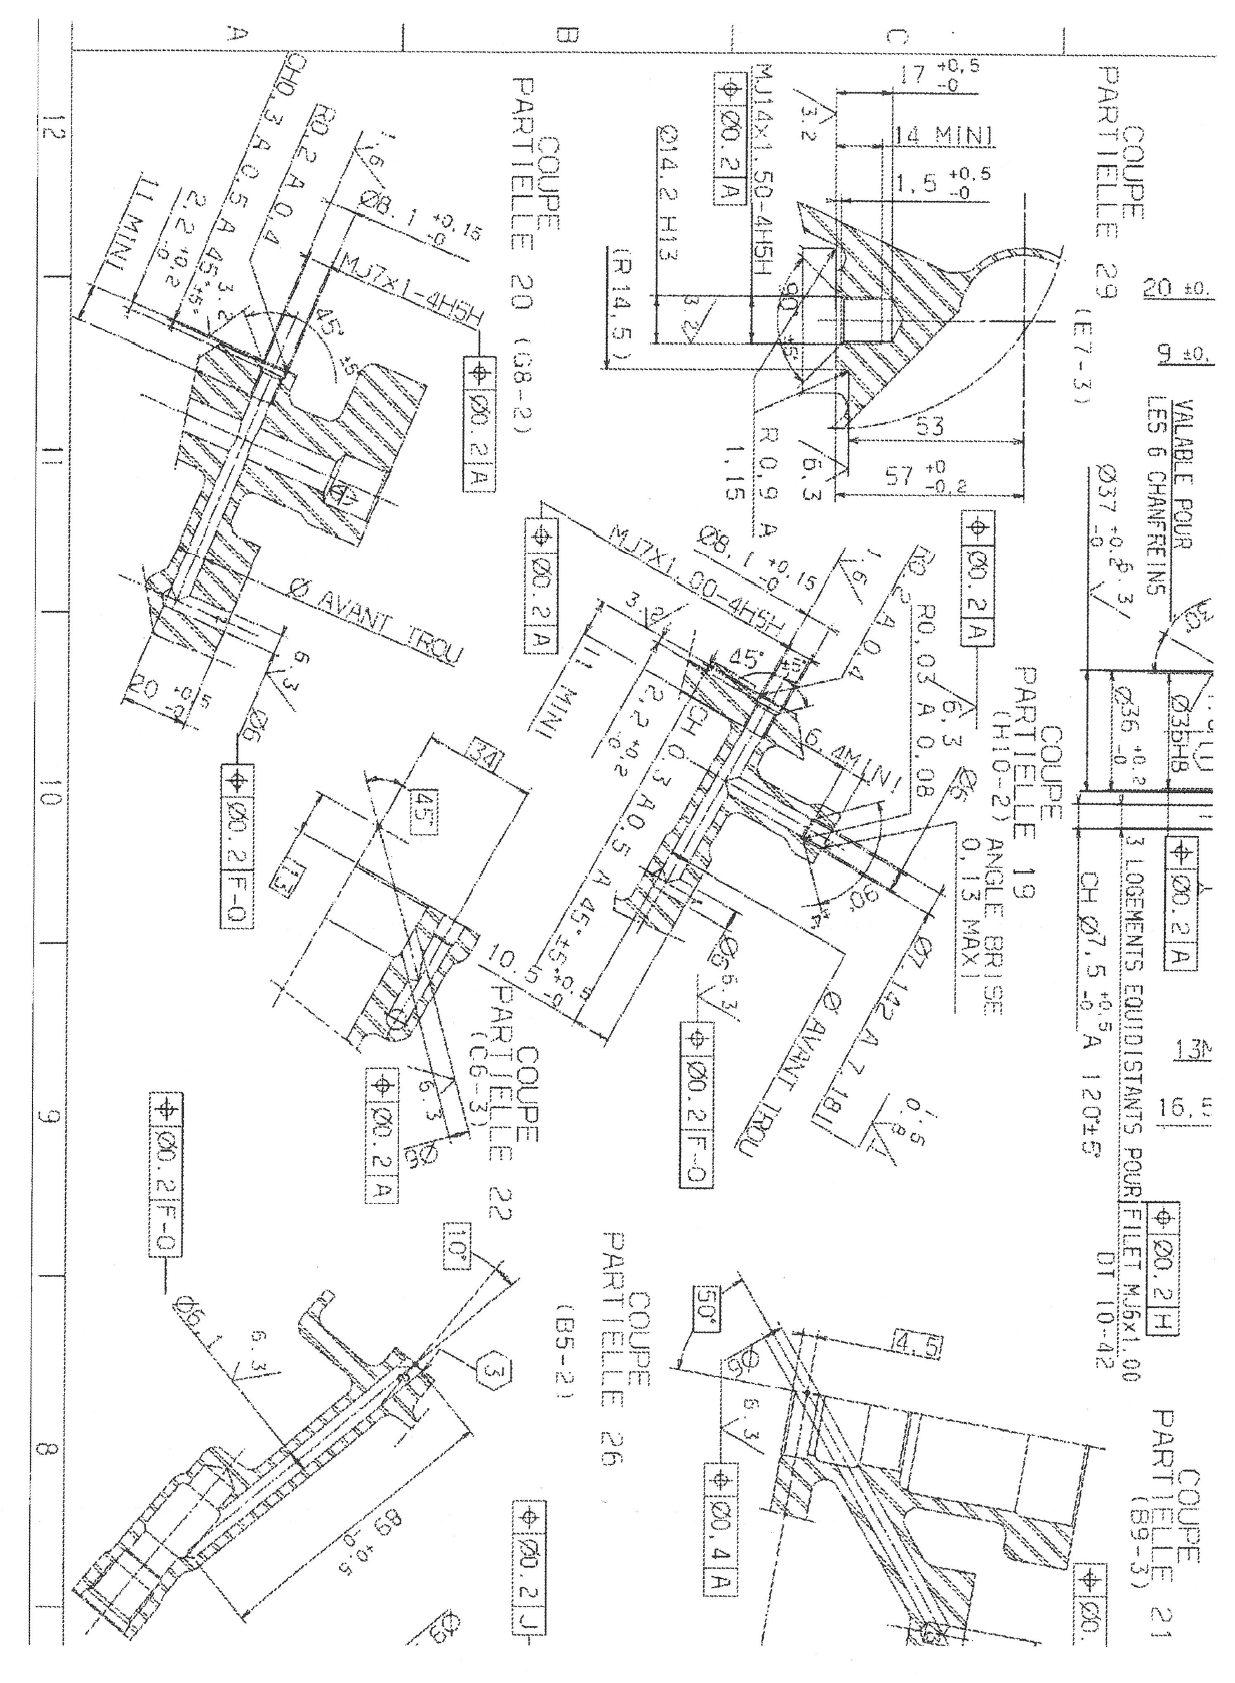 A
B
C
12
11
10
9
8
COUPE
PARTIELLE 20 (G8-2)
CH0.3 A 0.5 A 45° ±5°
R0.2 A 0.4
1.6
Ø8.1 +0.15 -0
MJ7x1-4H5H
⌖ Ø0.2 A
11 MINI
2.2 +0.2 -0
3.2
45° ±5°
Ø AVANT TROU
20 +0.5 -0
6.3
Ø6
⌖ Ø0.2 F-O
COUPE
PARTIELLE 29 (E7-3)
17 +0,5 -0
14 MINI
1,5 +0.5 -0
3.2
MJ14x1.50-4H5H
⌖ Ø0.2 A
Ø14,2 H13
(R14,5)
3.2
90° ±5°
R 0,9 A
1,15
6.3
53
57 +0 -0,2
20 ±0.
9 ±0,
VALABLE POUR
LES 6 CHANFREINS
Ø37 +0.2 -0
6.3
30°
Ø36 +0.2 -0
Ø35H8
⌖ Ø0.2 A
3 LOGEMENTS EQUIDISTANTS POUR FILET MJ6x1,00
CH Ø7,5 +0.5 -0 A 120°±5°
DT 10-42
⌖ Ø0.2 H
16,5
COUPE
PARTIELLE 19
(H10-2)
⌖ Ø0.2 A
MJ7X1.00-4H5H
Ø8.1 +0.15 -0
1.6
R0.2 A 0.4
R0,03 A 0,08
6.3
⌖ Ø0.2 A
3.2
11 MINI
2.2 +0.2 -0
CH 0.3 A0.5 A 45°±5°
45° ±5°
6.4MINI
Ø6
ANGLE BRISE
0,13 MAXI
90°
Ø7.142 A 7.181
1.6
0.8
Ø AVANT TROU
Ø6
6.3
⌖ Ø0.2 F-O
10.5 +0.5 -0
COUPE
PARTIELLE 22
(C6-3)
34
45°
13
6.3
Ø6
⌖ Ø0.2 A
COUPE
PARTIELLE 26
(B5-2)
⌖ Ø0.2 F-O
Ø6,1
6.3
10°
3
89 +0.5 -0
⌖ Ø0.2 J
COUPE
PARTIELLE 21
(B9-3)
50°
4.5
Ø6
6.3
⌖ Ø0,4 A
⌖ Ø0.